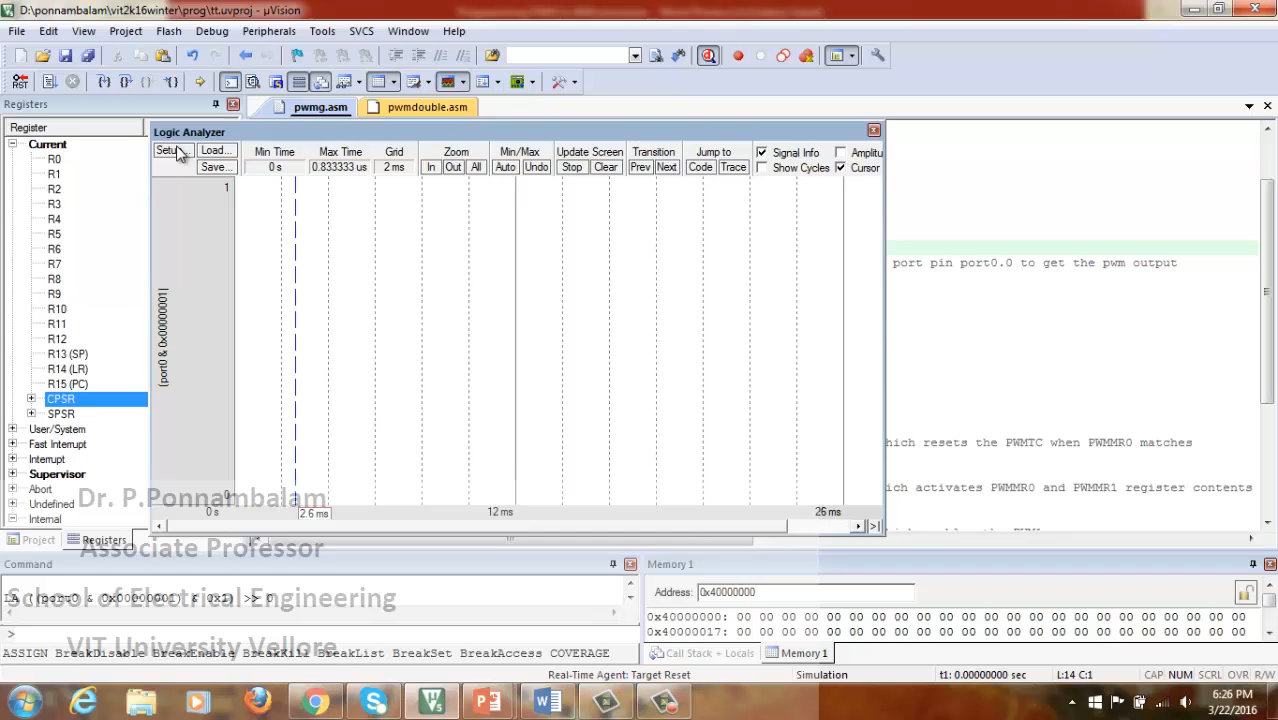 D:\ponnambalam\vit2k16winter\prog\tt.uvproj - µVision
File Edit View Project Flash Debug Peripherals Tools SVCS Window Help
RST
Registers
pwmg.asm pwmdouble.asm
Register
Current
R0
R1
R2
R3
R4
R5
R6
R7
R8
R9
R10
R11
R12
R13 (SP)
R14 (LR)
R15 (PC)
CPSR
SPSR
User/System
Fast Interrupt
Interrupt
Supervisor
Abort
Undefined
Internal
Project Registers
Logic Analyzer
Load... Min Time Max Time Grid Zoom Min/Max Update Screen Transition Jump to Signal Info Amplitu
Save... 0 s 0.833333 us 2 ms In Out All Auto Undo Stop Clear Prev Next Code Trace Show Cycles Cursor
1
(port0 & 0x00000001)
0
0 s 2.6 ms 12 ms 26 ms
port pin port0.0 to get the pwm output
hich resets the PWMTC when PWMMR0 matches
ich activates PWMMR0 and PWMMR1 register contents
Dr. P.Ponnambalam
Associate Professor
School of Electrical Engineering
VIT University Vellore
Command
LA ((port0 & 0x00000001) & 0x1) >> 0
>
ASSIGN BreakDisable BreakEnable BreakKill BreakList BreakSet BreakAccess COVERAGE
Memory 1
Address: 0x40000000
0x40000000: 00 00 00 00 00 00 00 00 00 00 00 00 00 00 00 00 00 00 00 00 00 00 00
0x40000017: 00 00 00 00 00 00 00 00 00 00 00 00 00 00 00 00 00 00 00 00 00 00 00
Call Stack + Locals Memory 1
Real-Time Agent: Target Reset Simulation t1: 0.00000000 sec L:14 C:1 CAP NUM SCRL OVR R/W
6:26 PM
3/22/2016